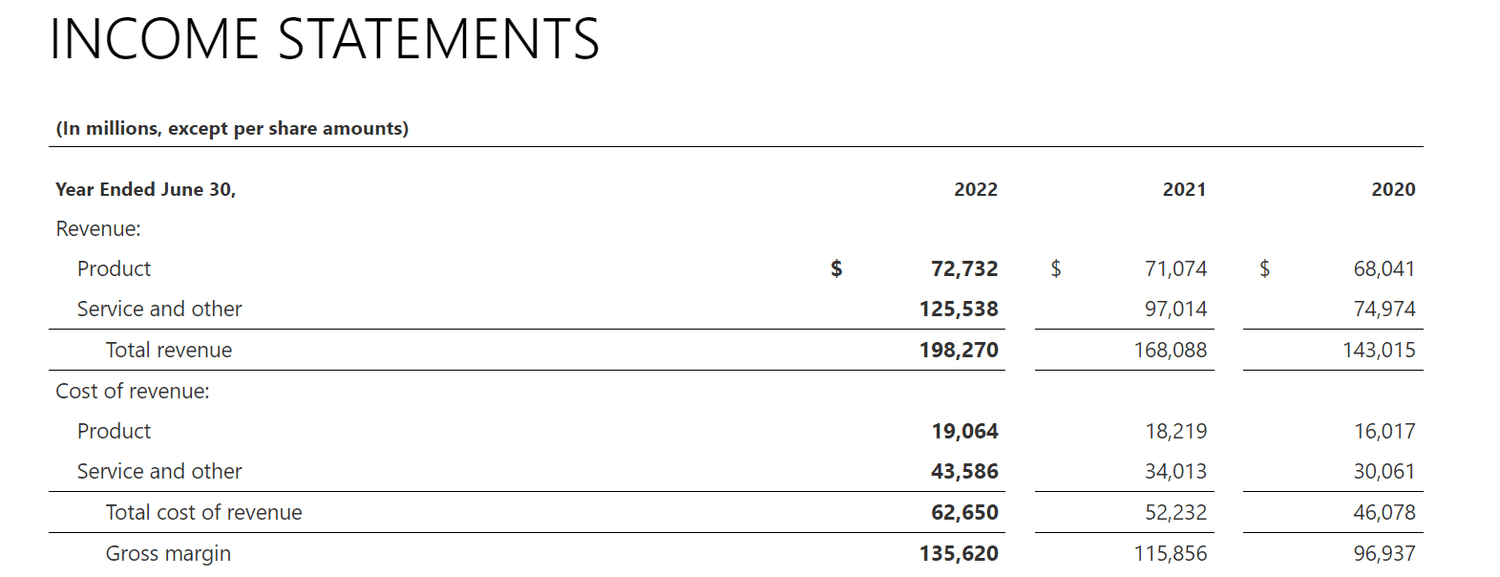 INCOME STATEMENTS
(In millions, except per share amounts)
Year Ended June 30, 2022 2021 2020
Revenue:
Product $ 72,732 $ 71,074 $ 68,041
Service and other 125,538 97,014 74,974
Total revenue 198,270 168,088 143,015
Cost of revenue:
Product 19,064 18,219 16,017
Service and other 43,586 34,013 30,061
Total cost of revenue 62,650 52,232 46,078
Gross margin 135,620 115,856 96,937